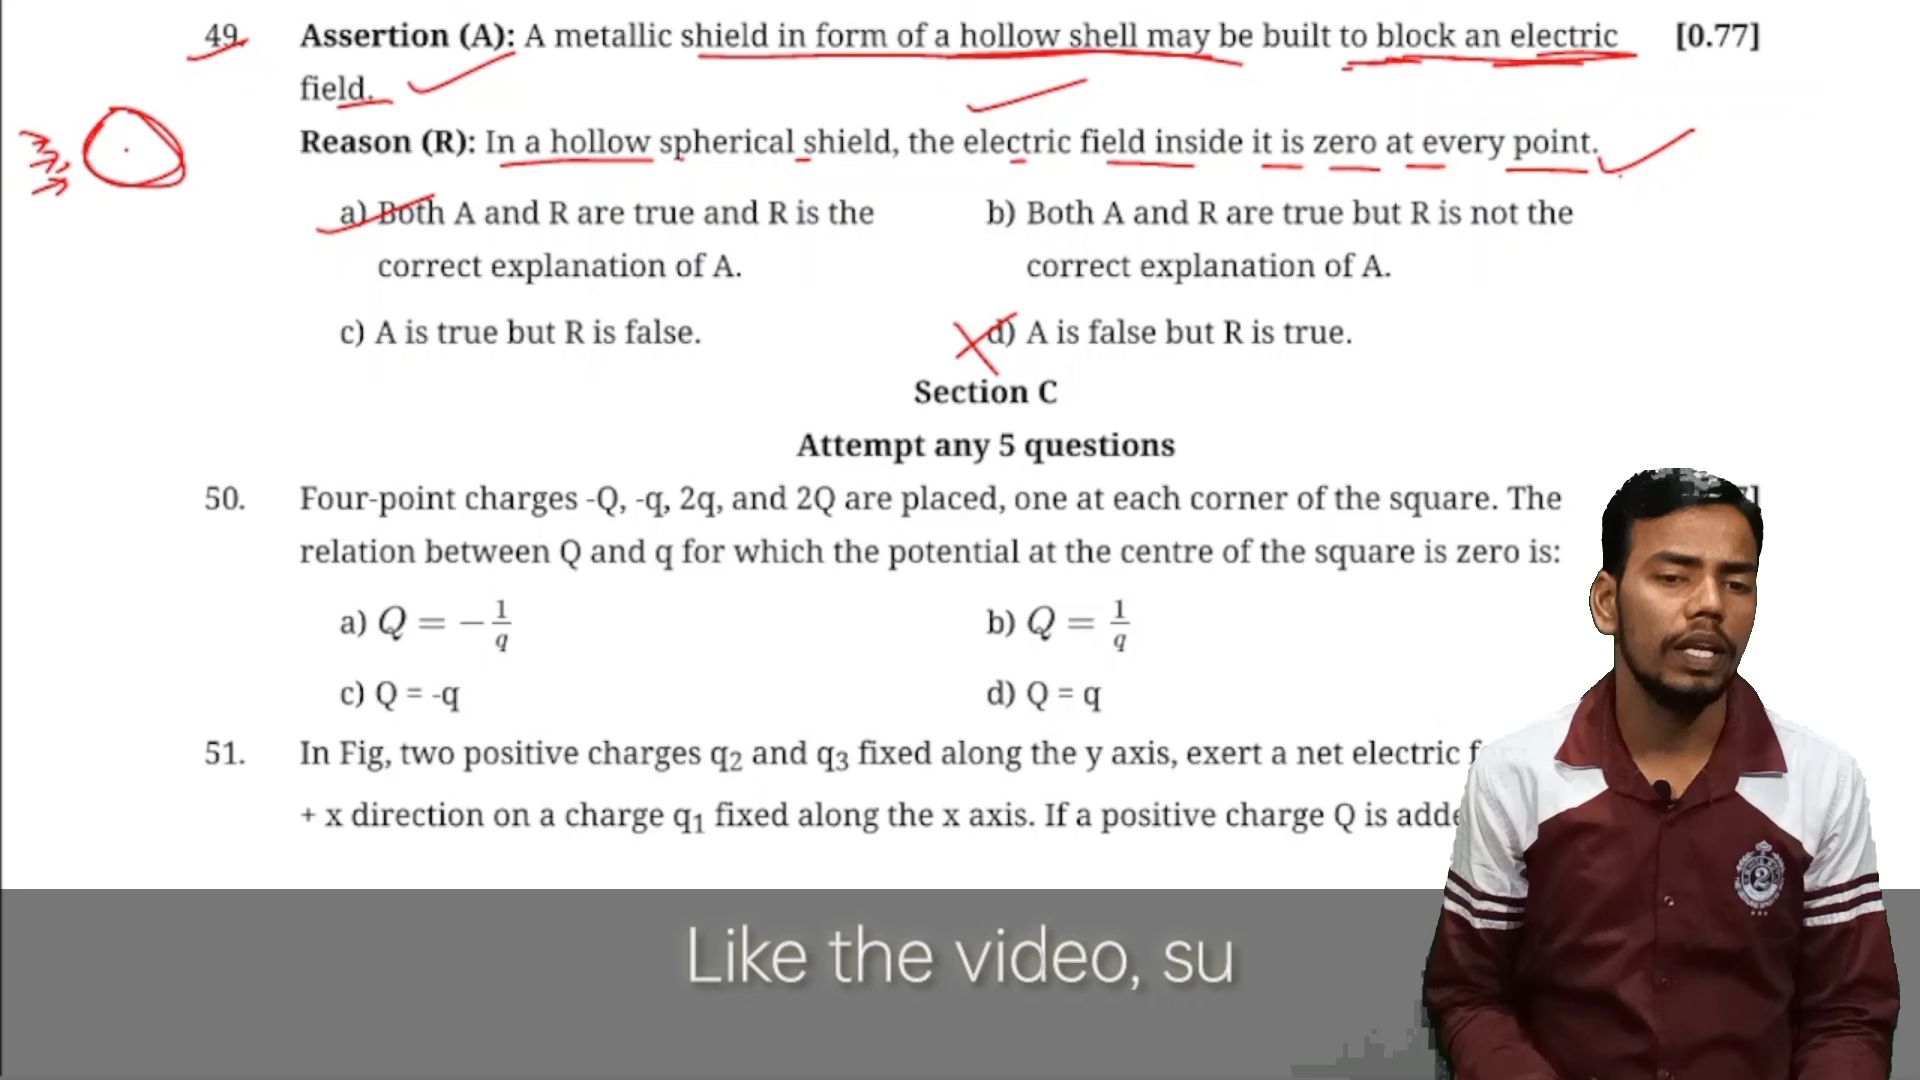 49. Assertion (A): A metallic shield in form of a hollow shell may be built to block an electric [0.77]
field.
Reason (R): In a hollow spherical shield, the electric field inside it is zero at every point.
a) Both A and R are true and R is the
correct explanation of A.
b) Both A and R are true but R is not the
correct explanation of A.
c) A is true but R is false.
d) A is false but R is true.
Section C
Attempt any 5 questions
50. Four-point charges -Q, -q, 2q, and 2Q are placed, one at each corner of the square. The
relation between Q and q for which the potential at the centre of the square is zero is:
a) Q = -1/q
b) Q = 1/q
c) Q = -q
d) Q = q
51. In Fig, two positive charges q₂ and q₃ fixed along the y axis, exert a net electric
+ x direction on a charge q₁ fixed along the x axis. If a positive charge Q is
Like the video, su
2